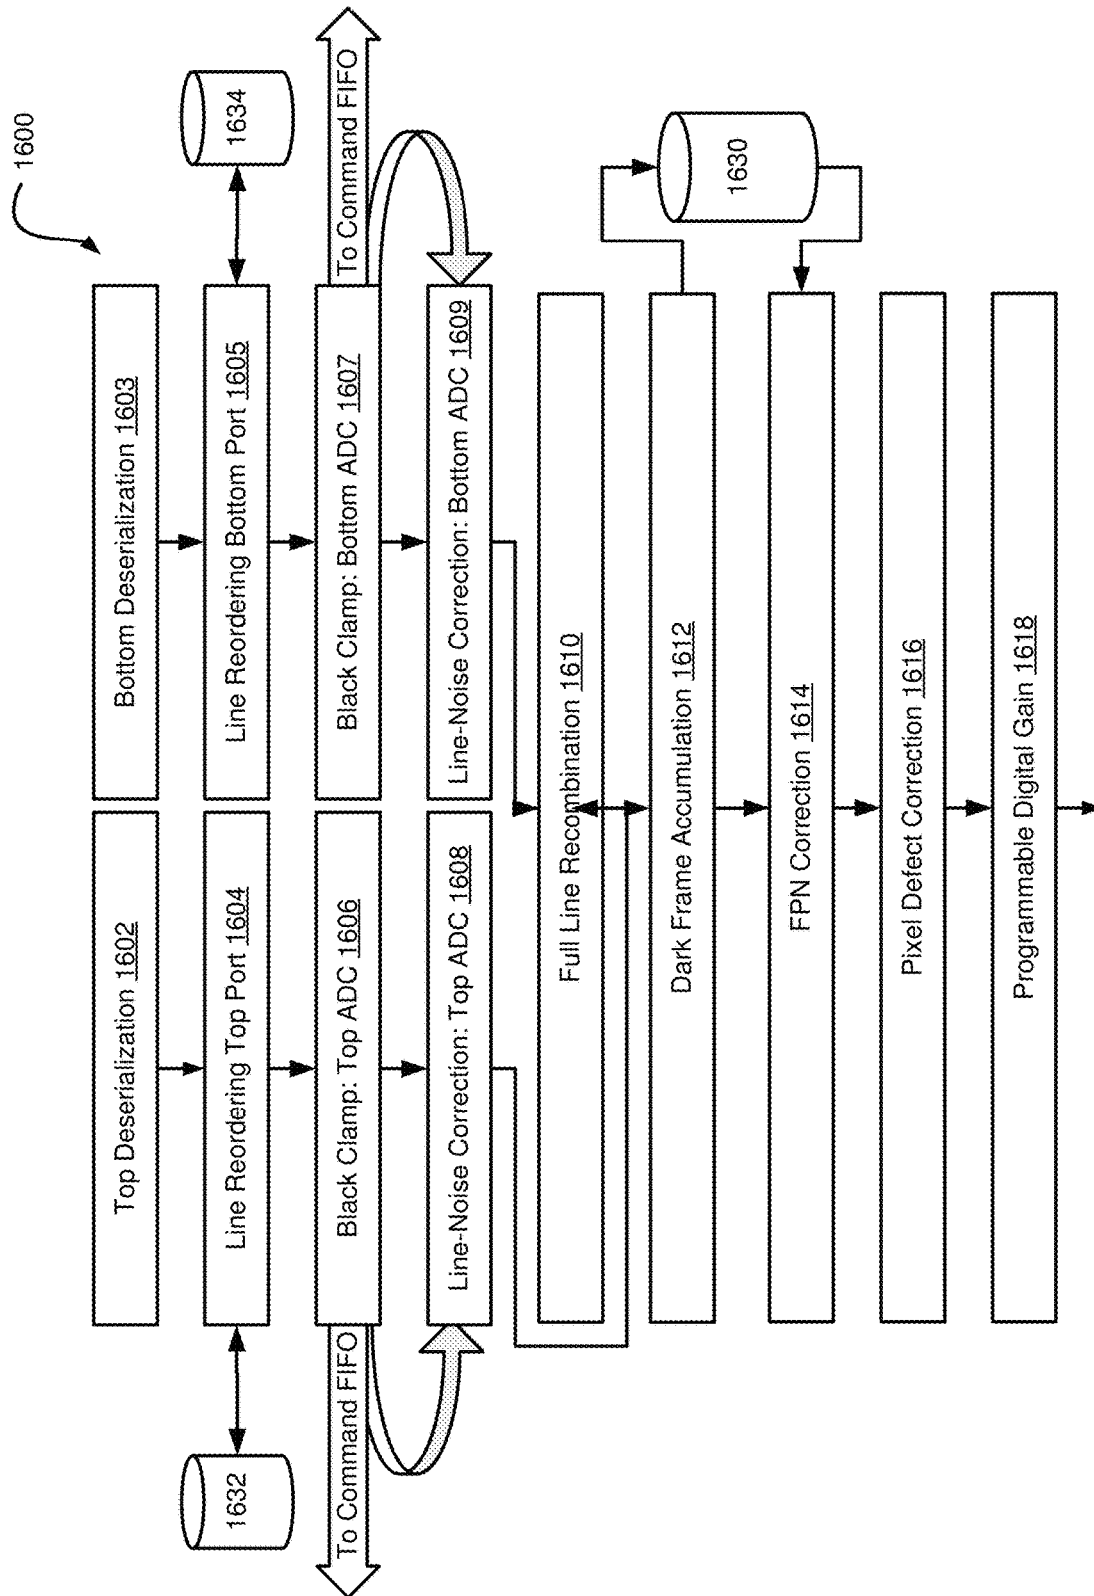 1600
1632
1634
Top Deserialization 1602
Bottom Deserialization 1603
Line Reordering Top Port 1604
Line Reordering Bottom Port 1605
To Command FIFO
Black Clamp: Top ADC 1606
Black Clamp: Bottom ADC 1607
To Command FIFO
Line-Noise Correction: Top ADC 1608
Line-Noise Correction: Bottom ADC 1609
Full Line Recombination 1610
Dark Frame Accumulation 1612
1630
FPN Correction 1614
Pixel Defect Correction 1616
Programmable Digital Gain 1618